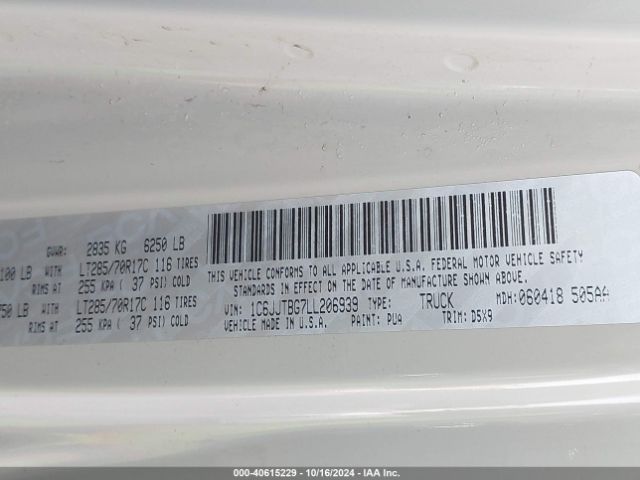 GVWR: 2835 KG 6250 LB
100 LB WITH LT285/70R17C 116 TIRES
RIMS AT 255 KPA ( 37 PSI) COLD
750 LB WITH LT285/70R17C 116 TIRES
RIMS AT 255 KPA ( 37 PSI) COLD
THIS VEHICLE CONFORMS TO ALL APPLICABLE U.S.A. FEDERAL MOTOR VEHICLE SAFETY
STANDARDS IN EFFECT ON THE DATE OF MANUFACTURE SHOWN ABOVE.
VIN: 1C6JJTBG7LL206939 TYPE: TRUCK MDH: 060418 505AA
VEHICLE MADE IN U.S.A. PAINT: PUA TRIM: D5X9
000-40615229 - 10/16/2024 - IAA Inc.